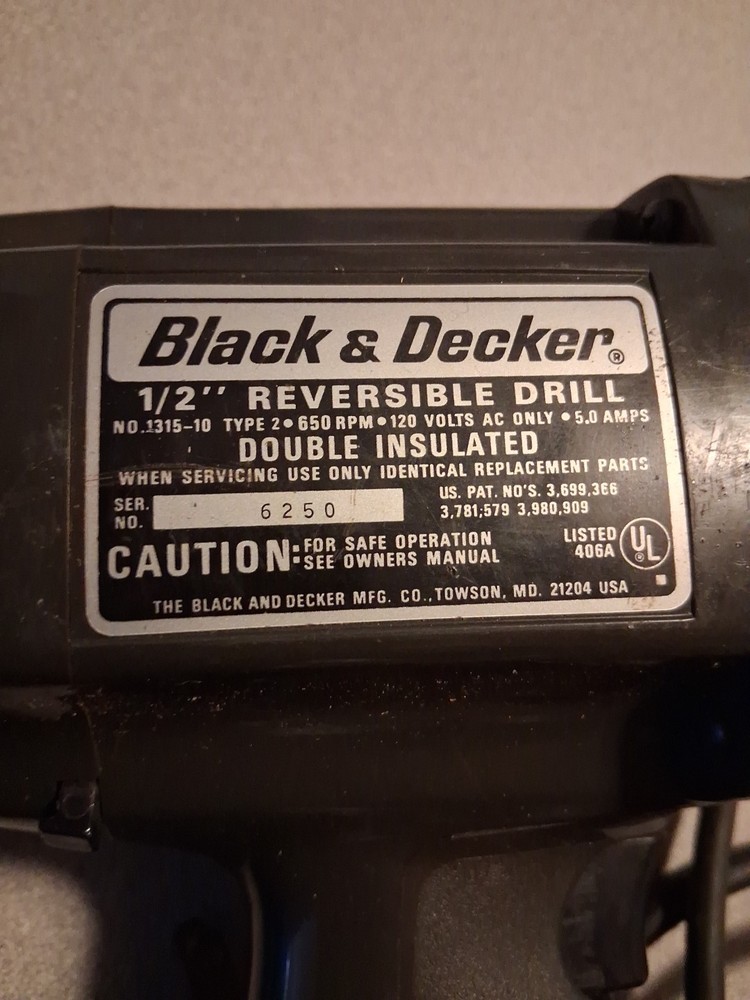 Black & Decker®
1/2'' REVERSIBLE DRILL
NO.1315-10 TYPE 2•650 RPM•120 VOLTS AC ONLY•5.0 AMPS
DOUBLE INSULATED
WHEN SERVICING USE ONLY IDENTICAL REPLACEMENT PARTS
SER. NO. 6250
US. PAT. NO'S. 3,699,366
3,781;579 3,980,909
CAUTION: FOR SAFE OPERATION
SEE OWNERS MANUAL
LISTED
406A
UL
®
THE BLACK AND DECKER MFG. CO., TOWSON, MD. 21204 USA